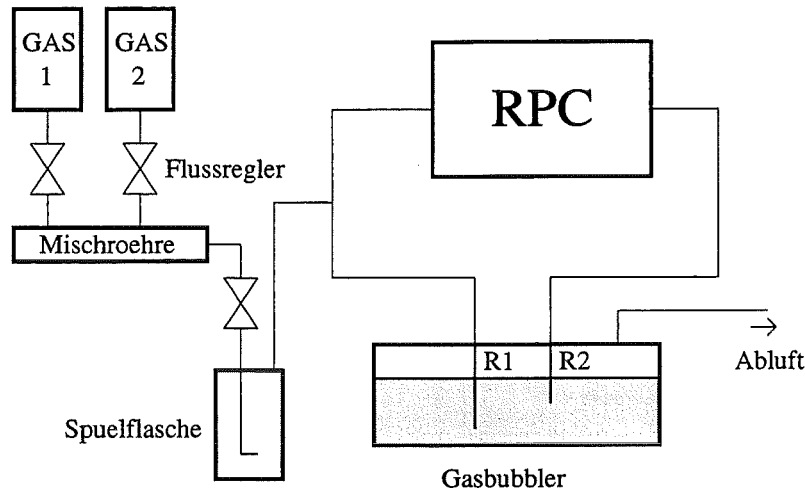 GAS
1
GAS
2
RPC
Flussregler
Mischroehre
R1
R2
Abluft
Spuelflasche
Gasbubbler